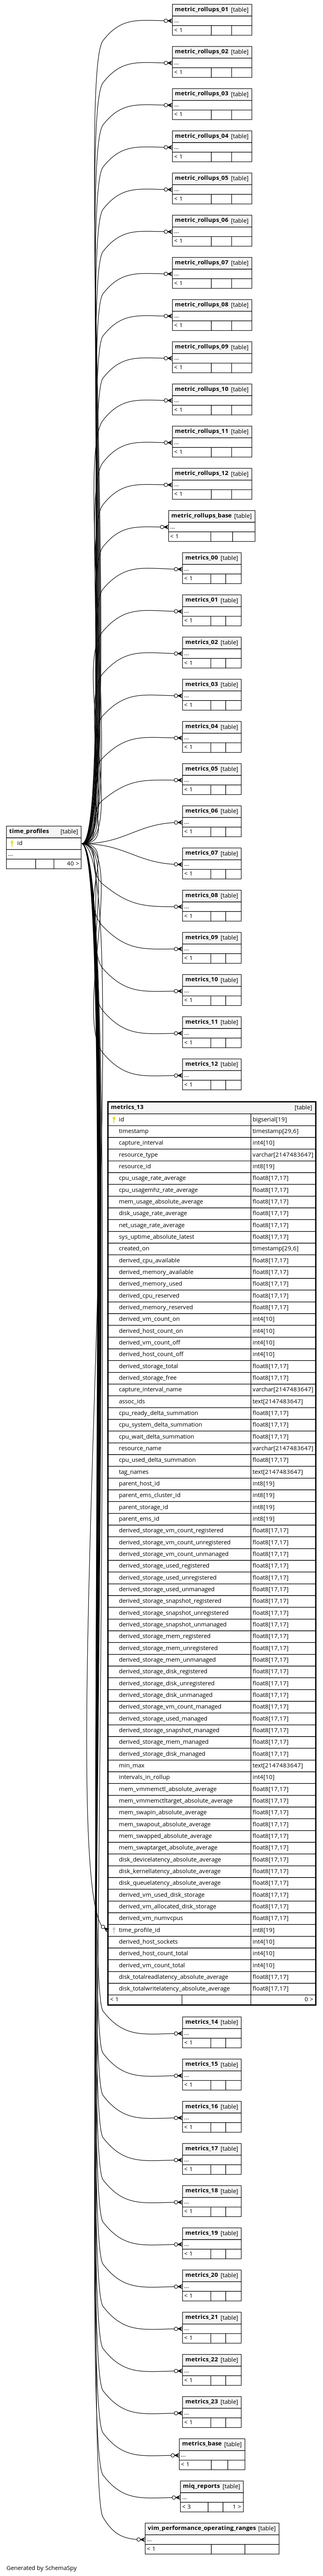 metric_rollups_01 [table]
...
< 1
metric_rollups_02 [table]
...
< 1
metric_rollups_03 [table]
...
< 1
metric_rollups_04 [table]
...
< 1
metric_rollups_05 [table]
...
< 1
metric_rollups_06 [table]
...
< 1
metric_rollups_07 [table]
...
< 1
metric_rollups_08 [table]
...
< 1
metric_rollups_09 [table]
...
< 1
metric_rollups_10 [table]
...
< 1
metric_rollups_11 [table]
...
< 1
metric_rollups_12 [table]
...
< 1
metric_rollups_base [table]
...
< 1
metrics_00 [table]
...
< 1
metrics_01 [table]
...
< 1
metrics_02 [table]
...
< 1
metrics_03 [table]
...
< 1
metrics_04 [table]
...
< 1
metrics_05 [table]
...
< 1
metrics_06 [table]
...
< 1
time_profiles [table]
id
...
40 >
metrics_07 [table]
...
< 1
metrics_08 [table]
...
< 1
metrics_09 [table]
...
< 1
metrics_10 [table]
...
< 1
metrics_11 [table]
...
< 1
metrics_12 [table]
...
< 1
metrics_13 [table]
id bigserial[19]
timestamp timestamp[29,6]
capture_interval int4[10]
resource_type varchar[2147483647]
resource_id int8[19]
cpu_usage_rate_average float8[17,17]
cpu_usagemhz_rate_average float8[17,17]
mem_usage_absolute_average float8[17,17]
disk_usage_rate_average float8[17,17]
net_usage_rate_average float8[17,17]
sys_uptime_absolute_latest float8[17,17]
created_on timestamp[29,6]
derived_cpu_available float8[17,17]
derived_memory_available float8[17,17]
derived_memory_used float8[17,17]
derived_cpu_reserved float8[17,17]
derived_memory_reserved float8[17,17]
derived_vm_count_on int4[10]
derived_host_count_on int4[10]
derived_vm_count_off int4[10]
derived_host_count_off int4[10]
derived_storage_total float8[17,17]
derived_storage_free float8[17,17]
capture_interval_name varchar[2147483647]
assoc_ids text[2147483647]
cpu_ready_delta_summation float8[17,17]
cpu_system_delta_summation float8[17,17]
cpu_wait_delta_summation float8[17,17]
resource_name varchar[2147483647]
cpu_used_delta_summation float8[17,17]
tag_names text[2147483647]
parent_host_id int8[19]
parent_ems_cluster_id int8[19]
parent_storage_id int8[19]
parent_ems_id int8[19]
derived_storage_vm_count_registered float8[17,17]
derived_storage_vm_count_unregistered float8[17,17]
derived_storage_vm_count_unmanaged float8[17,17]
derived_storage_used_registered float8[17,17]
derived_storage_used_unregistered float8[17,17]
derived_storage_used_unmanaged float8[17,17]
derived_storage_snapshot_registered float8[17,17]
derived_storage_snapshot_unregistered float8[17,17]
derived_storage_snapshot_unmanaged float8[17,17]
derived_storage_mem_registered float8[17,17]
derived_storage_mem_unregistered float8[17,17]
derived_storage_mem_unmanaged float8[17,17]
derived_storage_disk_registered float8[17,17]
derived_storage_disk_unregistered float8[17,17]
derived_storage_disk_unmanaged float8[17,17]
derived_storage_vm_count_managed float8[17,17]
derived_storage_used_managed float8[17,17]
derived_storage_snapshot_managed float8[17,17]
derived_storage_mem_managed float8[17,17]
derived_storage_disk_managed float8[17,17]
min_max text[2147483647]
intervals_in_rollup int4[10]
mem_vmmemctl_absolute_average float8[17,17]
mem_vmmemctltarget_absolute_average float8[17,17]
mem_swapin_absolute_average float8[17,17]
mem_swapout_absolute_average float8[17,17]
mem_swapped_absolute_average float8[17,17]
mem_swaptarget_absolute_average float8[17,17]
disk_devicelatency_absolute_average float8[17,17]
disk_kernellatency_absolute_average float8[17,17]
disk_queuelatency_absolute_average float8[17,17]
derived_vm_used_disk_storage float8[17,17]
derived_vm_allocated_disk_storage float8[17,17]
derived_vm_numvcpus float8[17,17]
time_profile_id int8[19]
derived_host_sockets int4[10]
derived_host_count_total int4[10]
derived_vm_count_total int4[10]
disk_totalreadlatency_absolute_average float8[17,17]
disk_totalwritelatency_absolute_average float8[17,17]
< 1 0 >
metrics_14 [table]
...
< 1
metrics_15 [table]
...
< 1
metrics_16 [table]
...
< 1
metrics_17 [table]
...
< 1
metrics_18 [table]
...
< 1
metrics_19 [table]
...
< 1
metrics_20 [table]
...
< 1
metrics_21 [table]
...
< 1
metrics_22 [table]
...
< 1
metrics_23 [table]
...
< 1
metrics_base [table]
...
< 1
miq_reports [table]
...
< 3 1 >
vim_performance_operating_ranges [table]
...
< 1
Generated by SchemaSpy